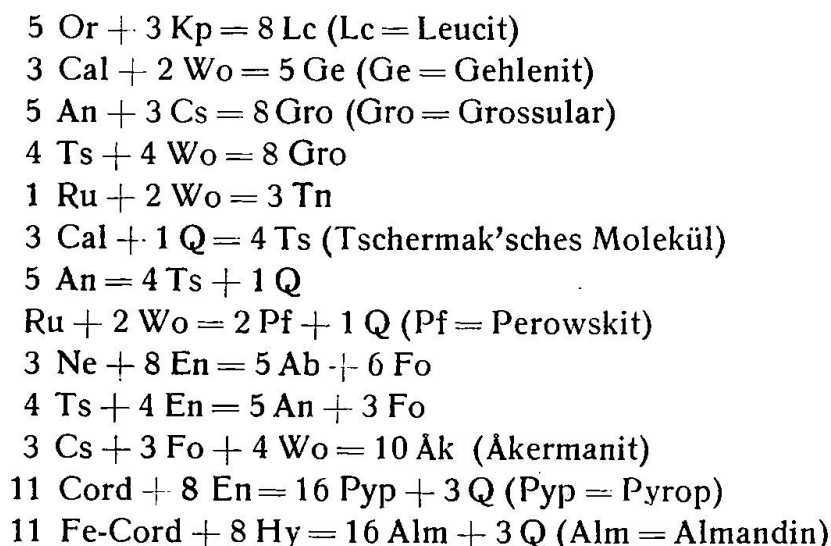 5 Or + 3 Kp = 8 Lc (Lc = Leucit)
3 Cal + 2 Wo = 5 Ge (Ge = Gehlenit)
5 An + 3 Cs = 8 Gro (Gro = Grossular)
4 Ts + 4 Wo = 8 Gro
1 Ru + 2 Wo = 3 Tn
3 Cal + 1 Q = 4 Ts (Tschermak'sches Molekül)
5 An = 4 Ts + 1 Q
Ru + 2 Wo = 2 Pf + 1 Q (Pf = Perowskit)
3 Ne + 8 En = 5 Ab + 6 Fo
4 Ts + 4 En = 5 An + 3 Fo
3 Cs + 3 Fo + 4 Wo = 10 Åk (Åkermanit)
11 Cord + 8 En = 16 Pyp + 3 Q (Pyp = Pyrop)
11 Fe-Cord + 8 Hy = 16 Alm + 3 Q (Alm = Almandin)